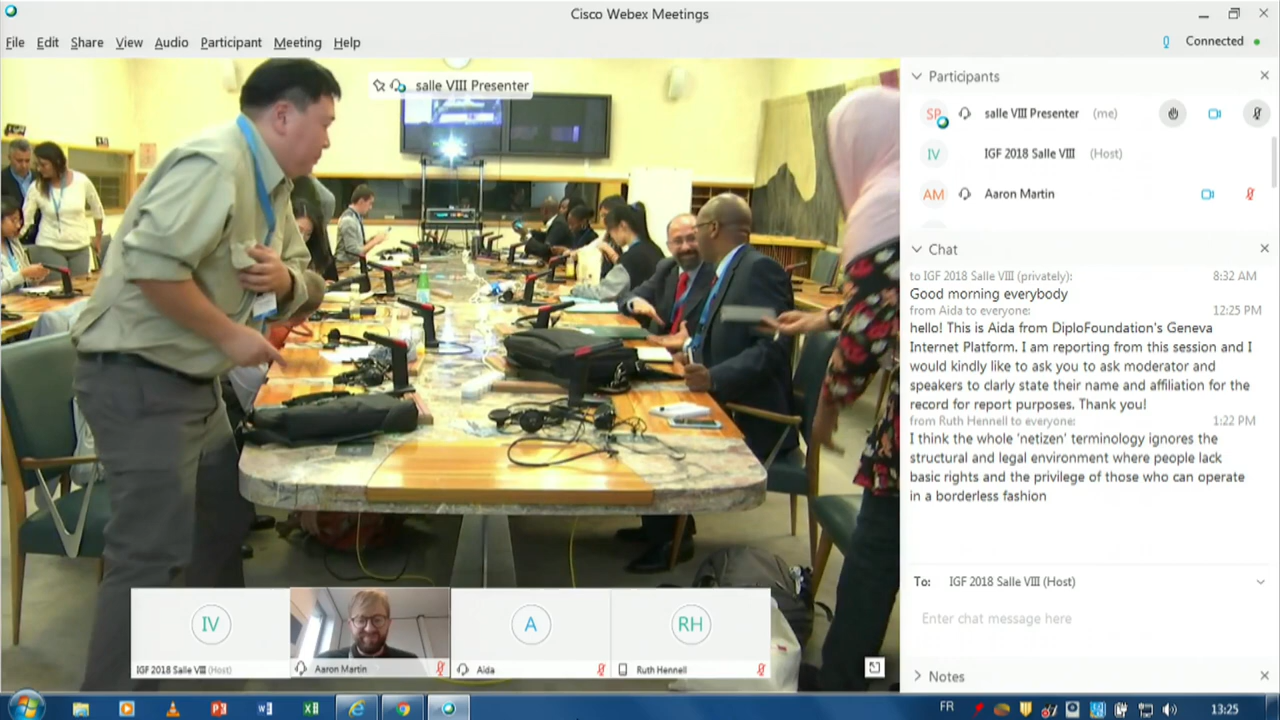 Cisco Webex Meetings
File Edit Share View Audio Participant Meeting Help
Connected
salle VIII Presenter
Participants
SP salle VIII Presenter (me)
IV IGF 2018 Salle VIII (Host)
AM Aaron Martin
Chat
to IGF 2018 Salle VIII (privately): 8:32 AM
Good morning everybody
from Aida to everyone: 12:25 PM
hello! This is Aida from DiploFoundation's Geneva
Internet Platform. I am reporting from this session and I
would kindly like to ask you to ask moderator and
speakers to clarly state their name and affiliation for the
record for report purposes. Thank you!
from Ruth Hennell to everyone: 1:22 PM
I think the whole 'netizen' terminology ignores the
structural and legal environment where people lack
basic rights and the privilege of those who can operate
in a borderless fashion
To: IGF 2018 Salle VIII (Host)
Enter chat message here
Notes
IV
IGF 2018 Salle VIII (Host)
Aaron Martin
A
Aida
RH
Ruth Hennell
FR
13:25